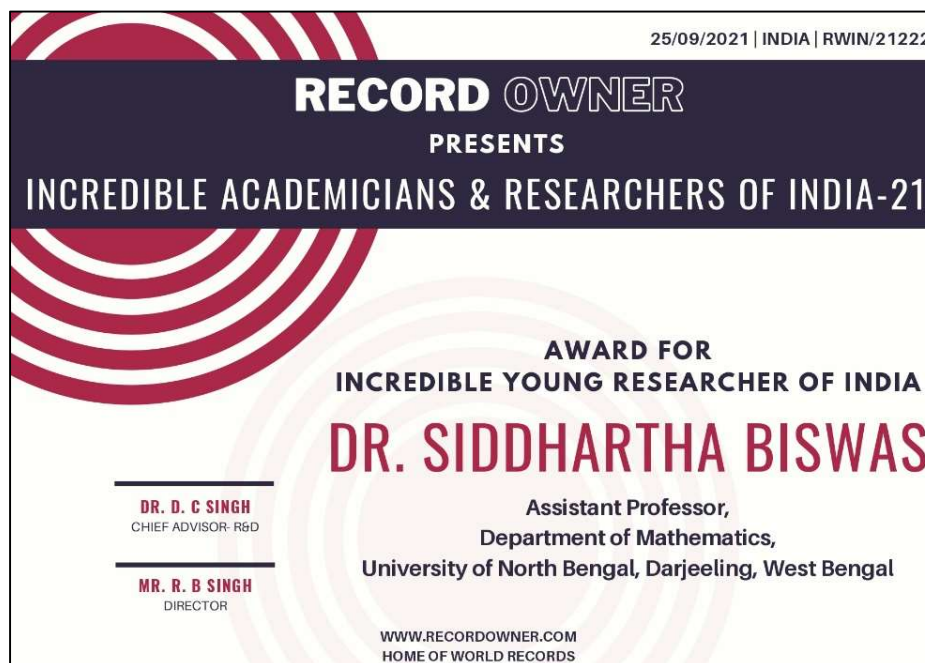 25/09/2021 | INDIA | RWIN/21222
RECORD OWNER
PRESENTS
INCREDIBLE ACADEMICIANS & RESEARCHERS OF INDIA-21
AWARD FOR
INCREDIBLE YOUNG RESEARCHER OF INDIA
DR. SIDDHARTHA BISWAS
Assistant Professor,
Department of Mathematics,
University of North Bengal, Darjeeling, West Bengal
DR. D. C SINGH
CHIEF ADVISOR- R&D
MR. R. B SINGH
DIRECTOR
WWW.RECORDOWNER.COM
HOME OF WORLD RECORDS